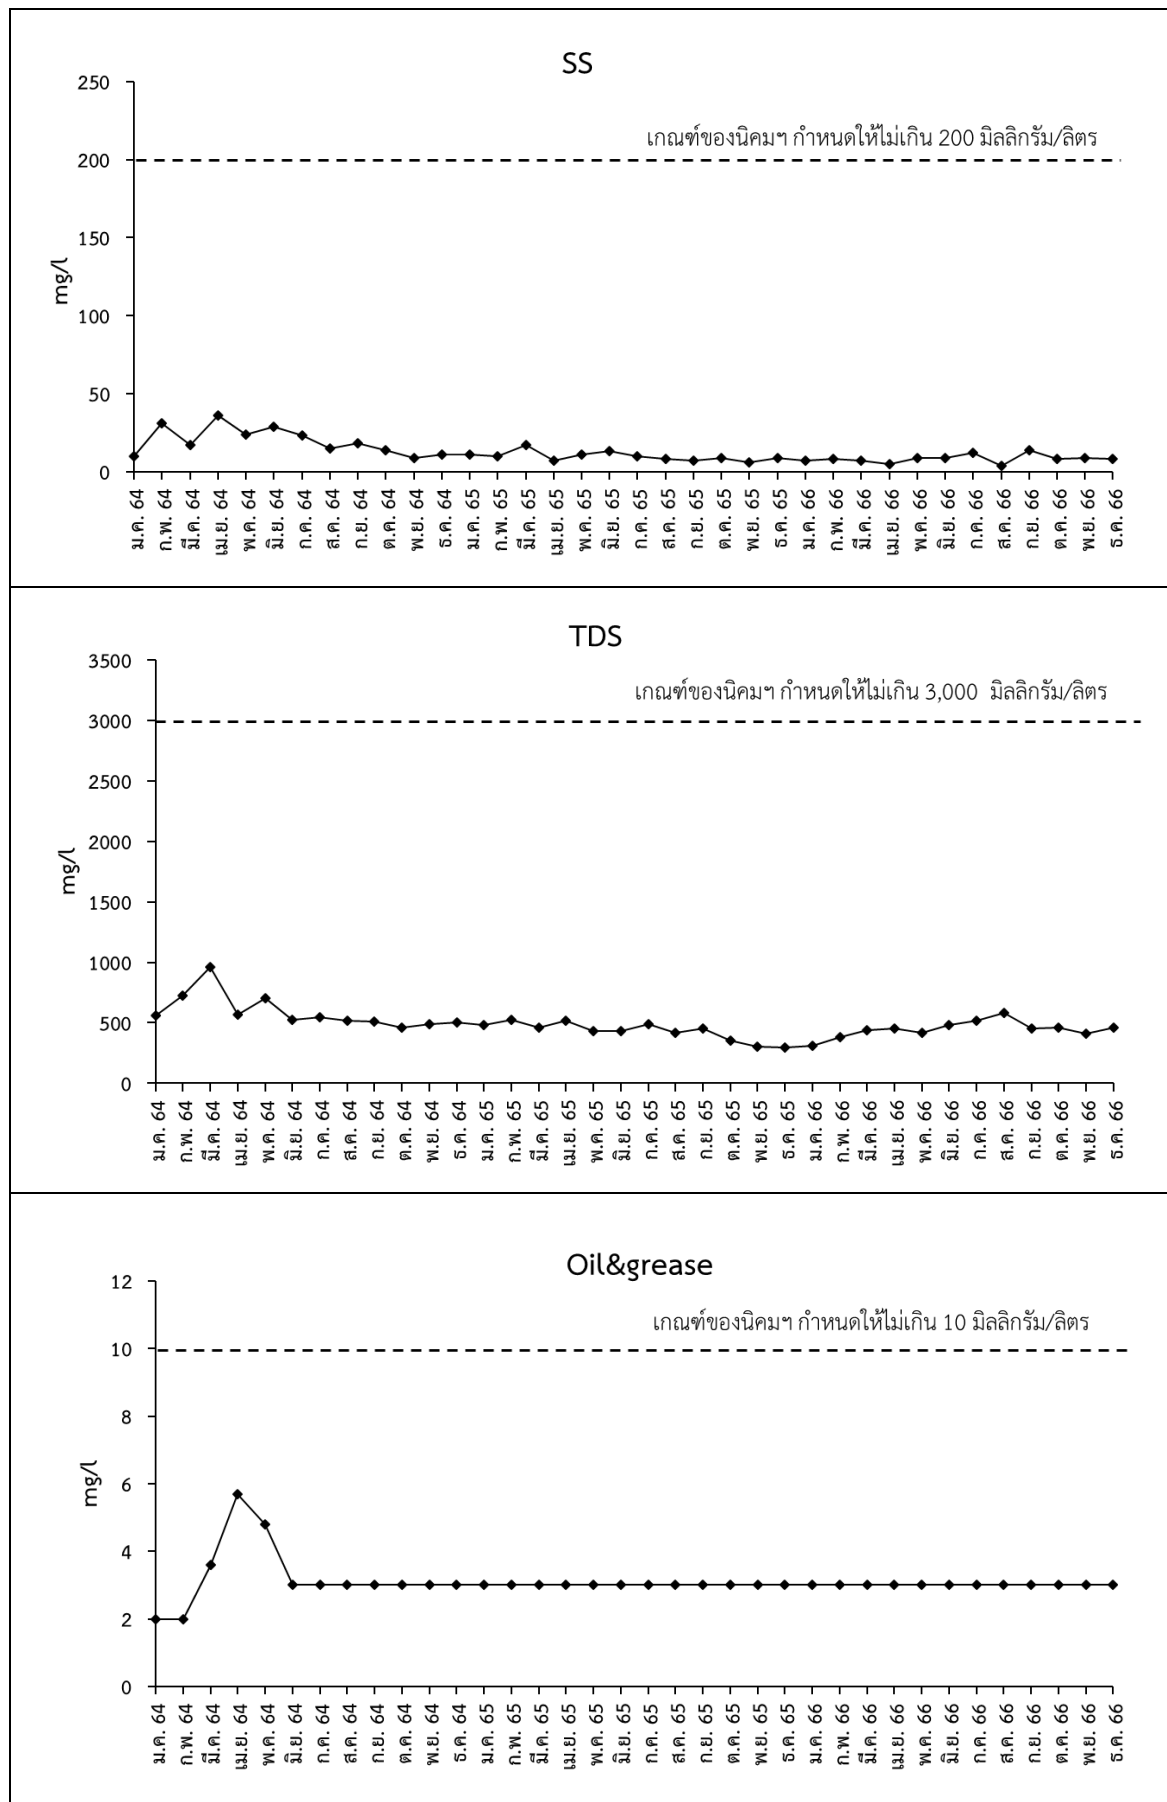 SS
250
เกณฑ์ของนิคมฯ กำหนดให้ไม่เกิน 200 มิลลิกรัม/ลิตร
200
150
mg/l
100
50
0
ม.ค. 64 ก.พ. 64 มี.ค. 64 เม.ย. 64 พ.ค. 64 มิ.ย. 64 ก.ค. 64 ส.ค. 64 ก.ย. 64 ต.ค. 64 พ.ย. 64 ธ.ค. 64 ม.ค. 65 ก.พ. 65 มี.ค. 65 เม.ย. 65 พ.ค. 65 มิ.ย. 65 ก.ค. 65 ส.ค. 65 ก.ย. 65 ต.ค. 65 พ.ย. 65 ธ.ค. 65 ม.ค. 66 ก.พ. 66 มี.ค. 66 เม.ย. 66 พ.ค. 66 มิ.ย. 66 ก.ค. 66 ส.ค. 66 ก.ย. 66 ต.ค. 66 พ.ย. 66 ธ.ค. 66
TDS
3500
เกณฑ์ของนิคมฯ กำหนดให้ไม่เกิน 3,000 มิลลิกรัม/ลิตร
3000
2500
2000
mg/l
1500
1000
500
0
ม.ค. 64 ก.พ. 64 มี.ค. 64 เม.ย. 64 พ.ค. 64 มิ.ย. 64 ก.ค. 64 ส.ค. 64 ก.ย. 64 ต.ค. 64 พ.ย. 64 ธ.ค. 64 ม.ค. 65 ก.พ. 65 มี.ค. 65 เม.ย. 65 พ.ค. 65 มิ.ย. 65 ก.ค. 65 ส.ค. 65 ก.ย. 65 ต.ค. 65 พ.ย. 65 ธ.ค. 65 ม.ค. 66 ก.พ. 66 มี.ค. 66 เม.ย. 66 พ.ค. 66 มิ.ย. 66 ก.ค. 66 ส.ค. 66 ก.ย. 66 ต.ค. 66 พ.ย. 66 ธ.ค. 66
Oil&grease
12
เกณฑ์ของนิคมฯ กำหนดให้ไม่เกิน 10 มิลลิกรัม/ลิตร
10
8
6
mg/l
4
2
0
ม.ค. 64 ก.พ. 64 มี.ค. 64 เม.ย. 64 พ.ค. 64 มิ.ย. 64 ก.ค. 64 ส.ค. 64 ก.ย. 64 ต.ค. 64 พ.ย. 64 ธ.ค. 64 ม.ค. 65 ก.พ. 65 มี.ค. 65 เม.ย. 65 พ.ค. 65 มิ.ย. 65 ก.ค. 65 ส.ค. 65 ก.ย. 65 ต.ค. 65 พ.ย. 65 ธ.ค. 65 ม.ค. 66 ก.พ. 66 มี.ค. 66 เม.ย. 66 พ.ค. 66 มิ.ย. 66 ก.ค. 66 ส.ค. 66 ก.ย. 66 ต.ค. 66 พ.ย. 66 ธ.ค. 66